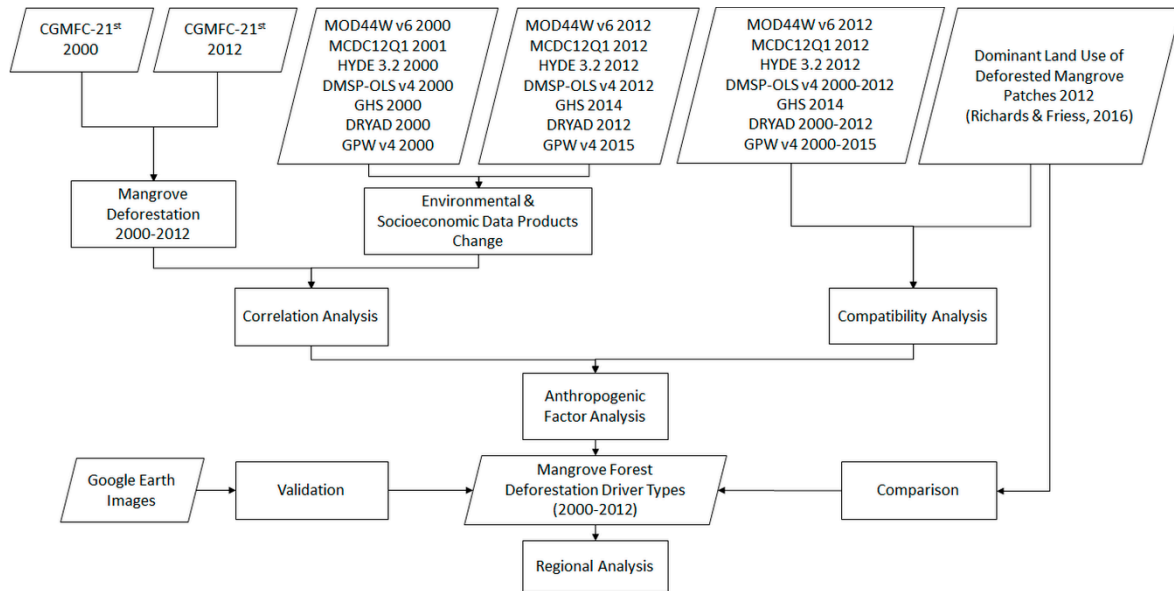 CGMFC-21st
2000
CGMFC-21st
2012
MOD44W v6 2000
MCDC12Q1 2001
HYDE 3.2 2000
DMSP-OLS v4 2000
GHS 2000
DRYAD 2000
GPW v4 2000
MOD44W v6 2012
MCDC12Q1 2012
HYDE 3.2 2012
DMSP-OLS v4 2012
GHS 2014
DRYAD 2012
GPW v4 2015
MOD44W v6 2012
MCDC12Q1 2012
HYDE 3.2 2012
DMSP-OLS v4 2000-2012
GHS 2014
DRYAD 2000-2012
GPW v4 2000-2015
Dominant Land Use of
Deforested Mangrove
Patches 2012
(Richards & Friess, 2016)
Mangrove
Deforestation
2000-2012
Environmental &
Socioeconomic Data Products
Change
Correlation Analysis
Compatibility Analysis
Anthropogenic
Factor Analysis
Google Earth
Images
Validation
Mangrove Forest
Deforestation Driver Types
(2000-2012)
Comparison
Regional Analysis